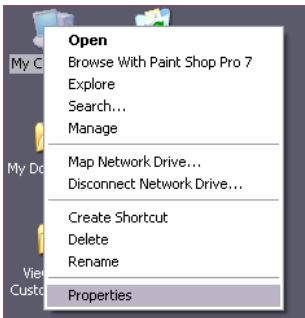 My C
Open
Browse With Paint Shop Pro 7
Explore
Search...
Manage
My Do
Map Network Drive...
Disconnect Network Drive...
Create Shortcut
Delete
Rename
Vie
Custo
Properties